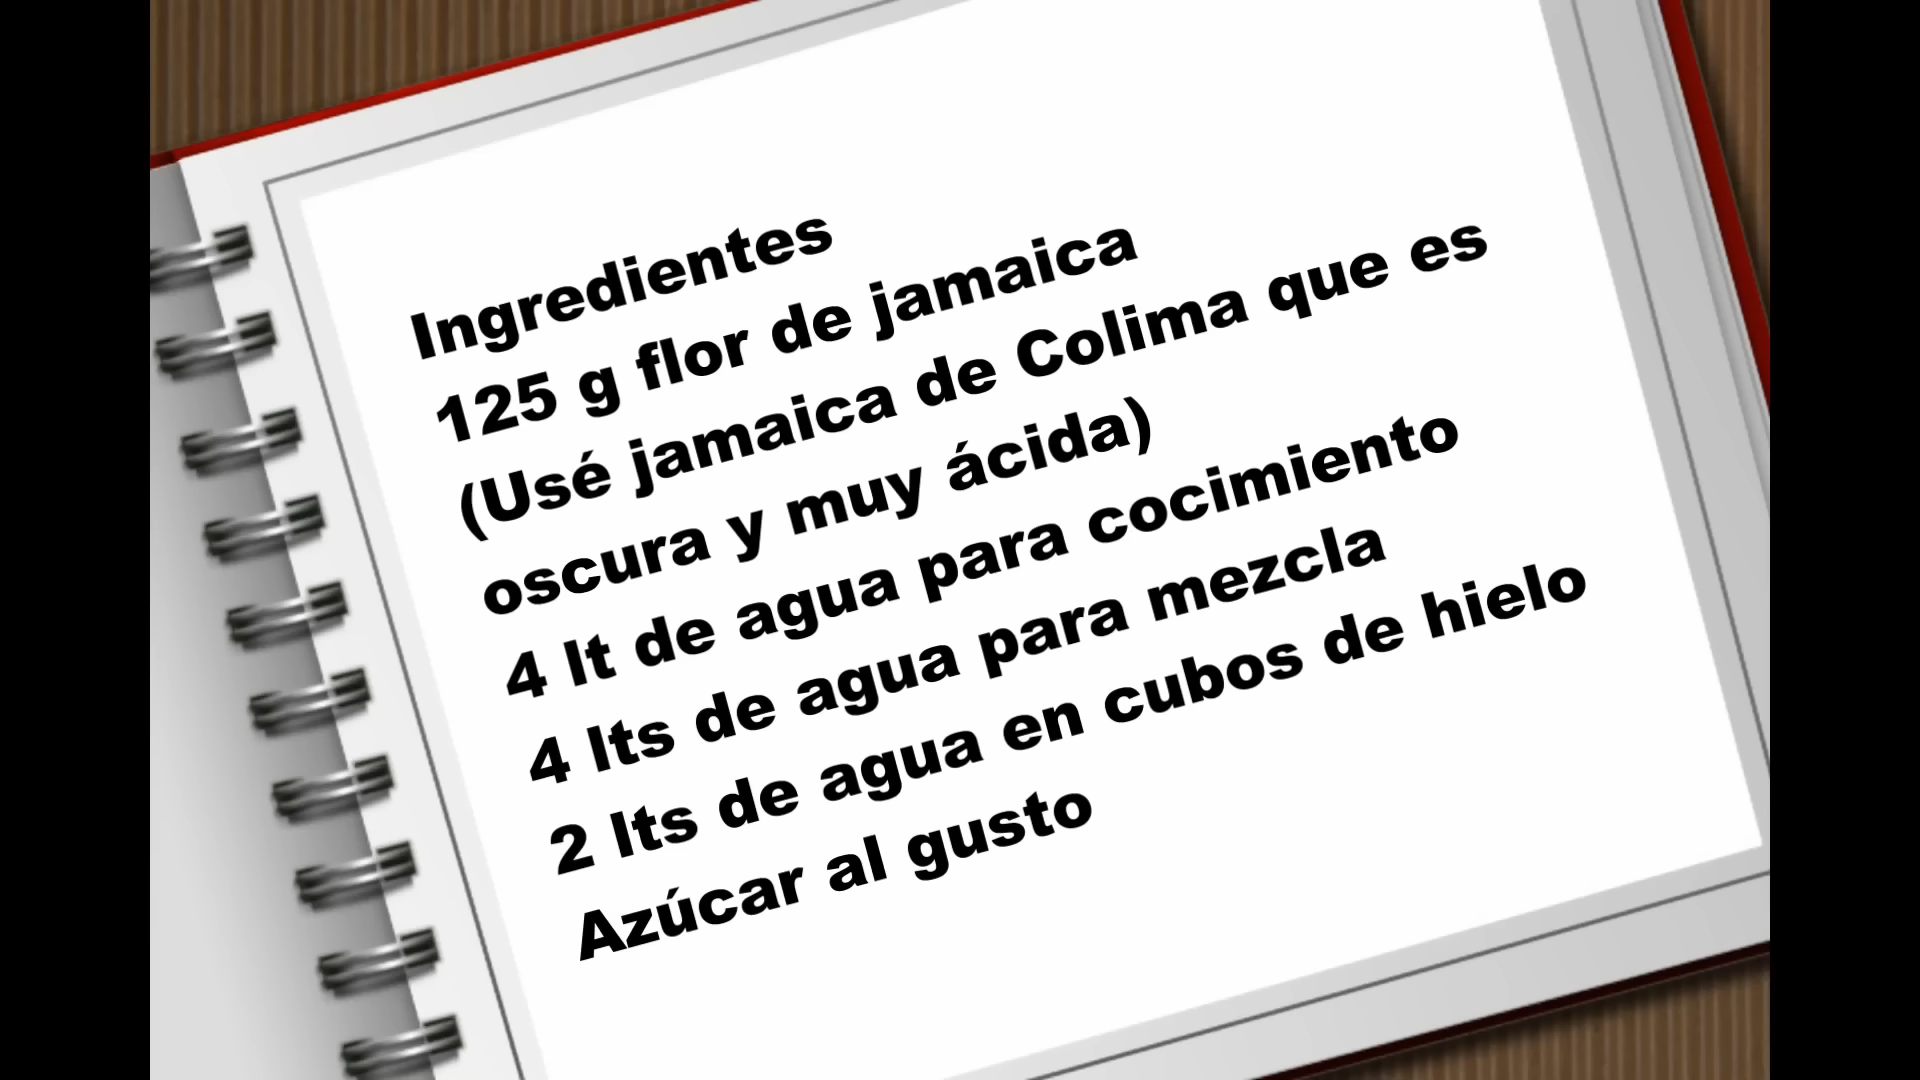 Ingredientes
125 g flor de jamaica
(Usé jamaica de Colima que es
oscura y muy ácida)
4 lt de agua para cocimiento
4 lts de agua para mezcla
2 lts de agua en cubos de hielo
Azúcar al gusto